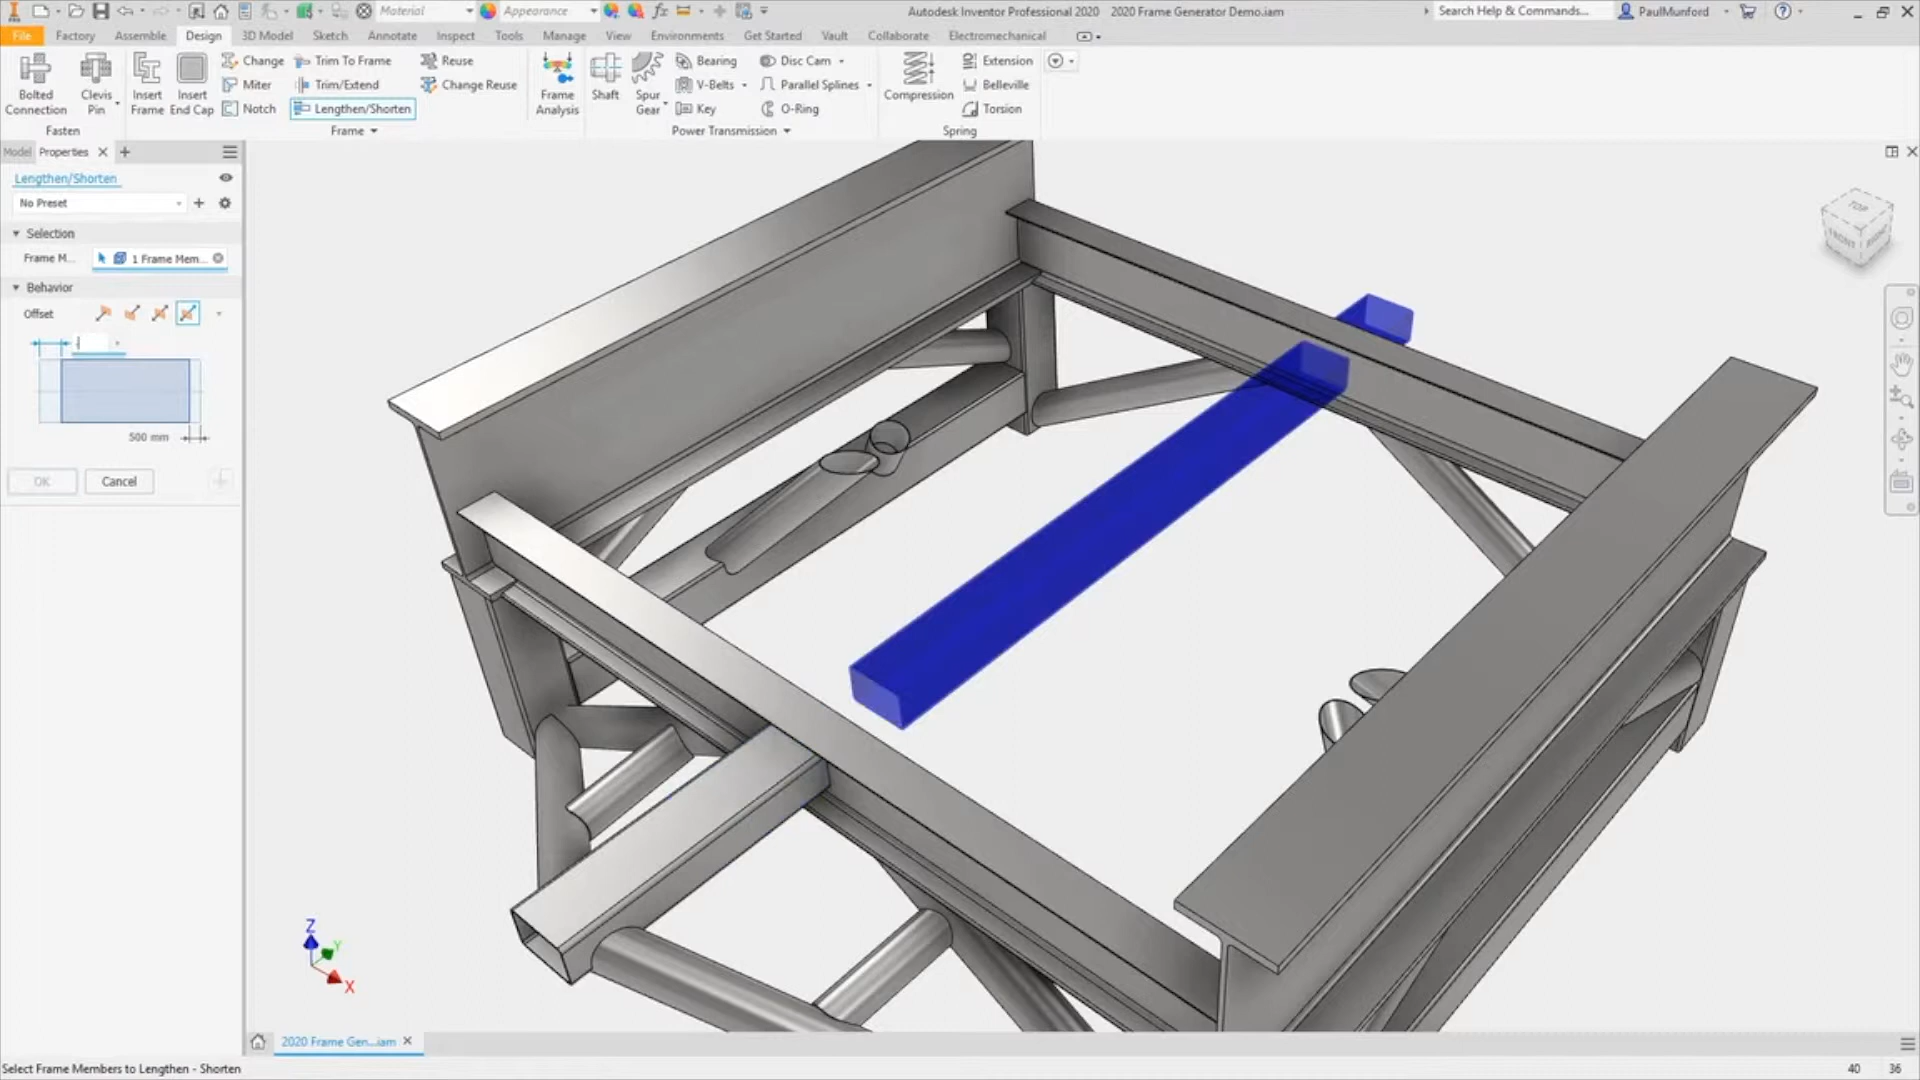 Material
Appearance
Autodesk Inventor Professional 2020 2020 Frame Generator Demo.iam
Search Help & Commands...
PaulMunford
File Factory Assemble Design 3D Model Sketch Annotate Inspect Tools Manage View Environments Get Started Vault Collaborate Electromechanical
Bolted Connection
Clevis Pin
Fasten
Insert Frame
Insert End Cap
Change
Miter
Notch
Trim To Frame
Trim/Extend
Lengthen/Shorten
Reuse
Change Reuse
Frame
Frame Analysis
Shaft
Spur Gear
Bearing
V-Belts
Key
Disc Cam
Parallel Splines
O-Ring
Power Transmission
Compression
Extension
Belleville
Torsion
Spring
Model Properties
Lengthen/Shorten
No Preset
Selection
Frame M... 1 Frame Mem...
Behavior
Offset
500 mm
OK Cancel
TOP
FRONT RIGHT
Z
Y
X
2020 Frame Gen...iam
Select Frame Members to Lengthen - Shorten
40 36